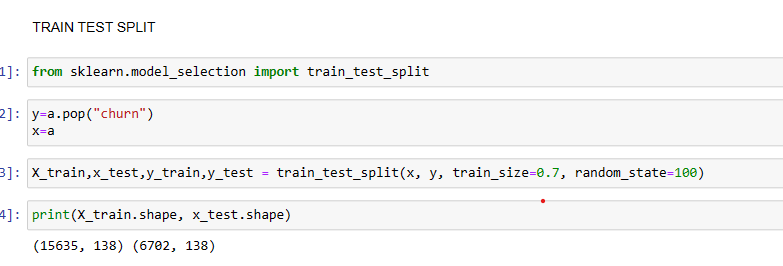 TRAIN TEST SPLIT
1]: from sklearn.model_selection import train_test_split
2]: y=a.pop("churn")
x=a
3]: X_train,x_test,y_train,y_test = train_test_split(x, y, train_size=0.7, random_state=100)
4]: print(X_train.shape, x_test.shape)
(15635, 138) (6702, 138)